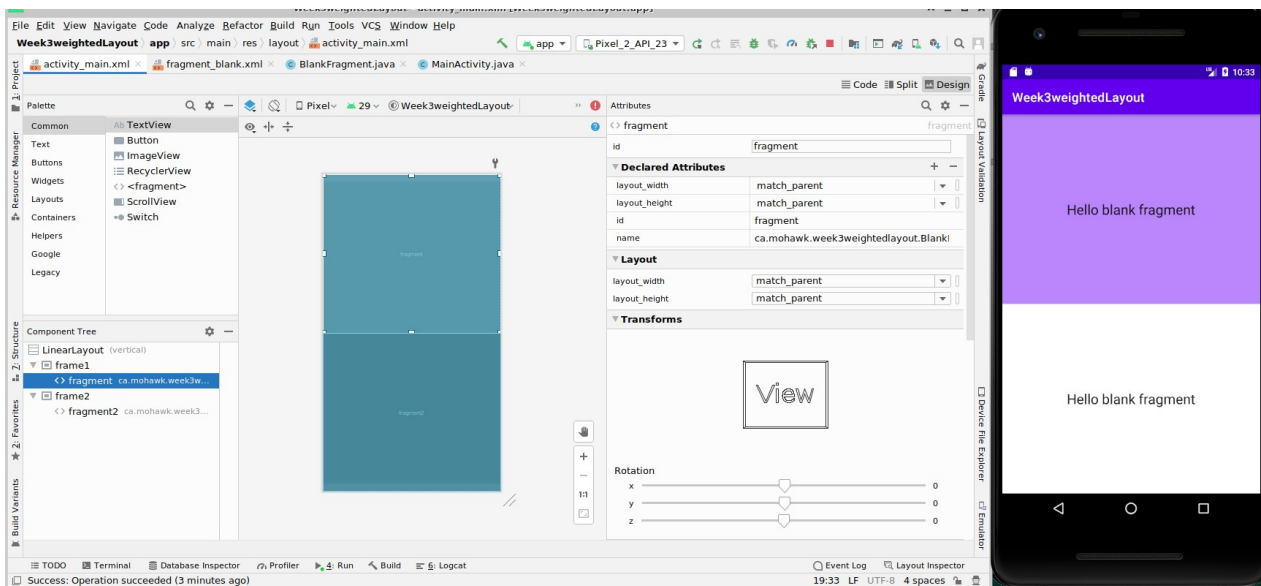 File Edit View Navigate Code Analyze Refactor Build Run Tools VCS Window Help
Week3weightedLayout app src main res layout activity_main.xml app Pixel_2_API_23
activity_main.xml fragment_blank.xml BlankFragment.java MainActivity.java
Code Split Design
Palette Pixel 29 Week3weightedLayout Attributes
Common
Text
Buttons
Widgets
Layouts
Containers
Helpers
Google
Legacy
Ab TextView
Button
ImageView
RecyclerView
<fragment>
ScrollView
Switch
Component Tree
LinearLayout (vertical)
frame1
<> fragment ca.mohawk.week3w...
frame2
<> fragment2 ca.mohawk.week3...
fragment
fragment2
1:1
<> fragment fragment
id fragment
Declared Attributes
layout_width match_parent
layout_height match_parent
id fragment
name ca.mohawk.week3weightedlayout.Blank
Layout
layout_width match_parent
layout_height match_parent
Transforms
View
Rotation
x 0
y 0
z 0
1: Project
Resource Manager
7: Structure
2: Favorites
Build Variants
Gradle
Layout Validation
Device File Explorer
Emulator
TODO Terminal Database Inspector Profiler 4: Run Build 6: Logcat Event Log Layout Inspector
Success: Operation succeeded (3 minutes ago) 19:33 LF UTF-8 4 spaces
10:33
Week3weightedLayout
Hello blank fragment
Hello blank fragment